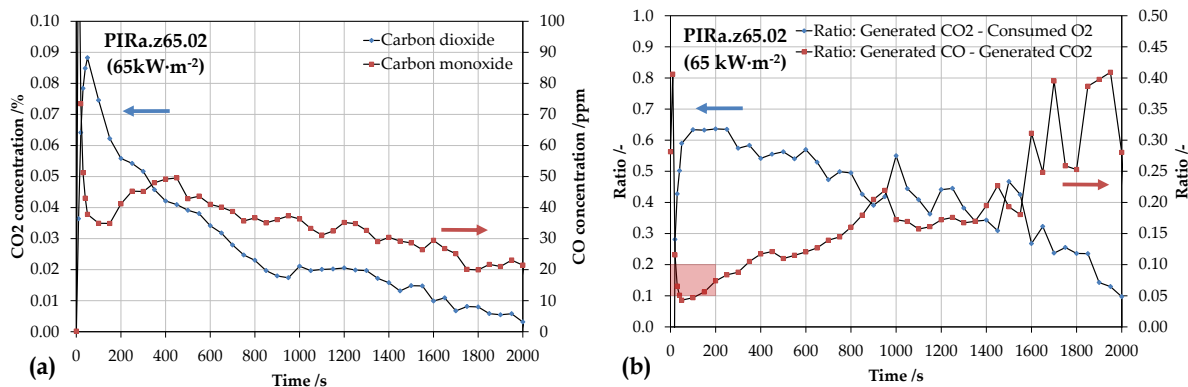 PIRa.z65.02
(65kW·m-2)
Carbon dioxide
Carbon monoxide
CO2 concentration /%
0.10
0.09
0.08
0.07
0.06
0.05
0.04
0.03
0.02
0.01
0.00
CO concentration /ppm
100
90
80
70
60
50
40
30
20
10
0
0 200 400 600 800 1000 1200 1400 1600 1800 2000
Time /s
(a)
PIRa.z65.02
(65 kW·m-2)
Ratio: Generated CO2 - Consumed O2
Ratio: Generated CO - Generated CO2
Ratio /-
1.0
0.9
0.8
0.7
0.6
0.5
0.4
0.3
0.2
0.1
0.0
Ratio /-
0.50
0.45
0.40
0.35
0.30
0.25
0.20
0.15
0.10
0.05
0.00
0 200 400 600 800 1000 1200 1400 1600 1800 2000
Time /s
(b)